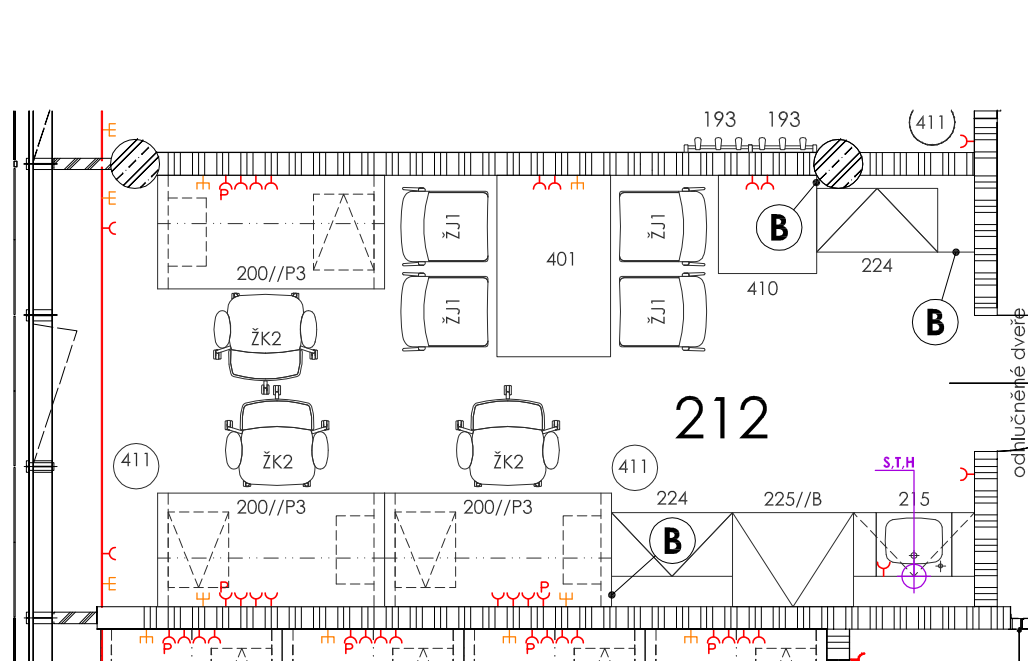 193 193
411
P
ŽJ1 ŽJ1
B
200//P3
401
224
410
ŽJ1 ŽJ1
B
ŽK2
odhlučněné dveře
212
411
ŽK2
ŽK2
411
S,T,H
200//P3
200//P3
224
225//B
215
B
P
P
P
P
P
P